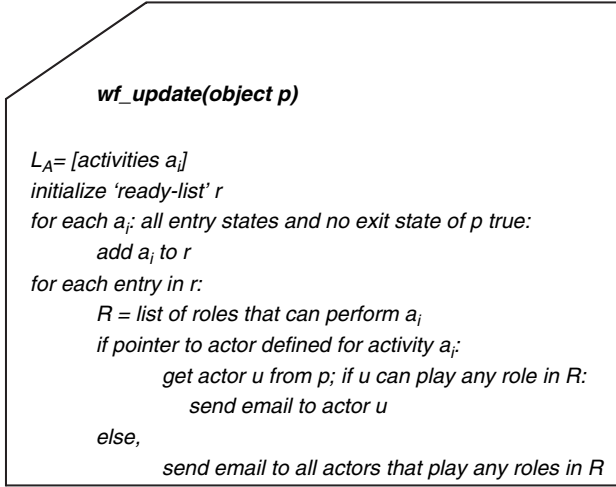 wf_update(object p)
L_A= [activities a_i]
initialize 'ready-list' r
for each a_i: all entry states and no exit state of p true:
add a_i to r
for each entry in r:
R = list of roles that can perform a_i
if pointer to actor defined for activity a_i:
get actor u from p; if u can play any role in R:
send email to actor u
else,
send email to all actors that play any roles in R